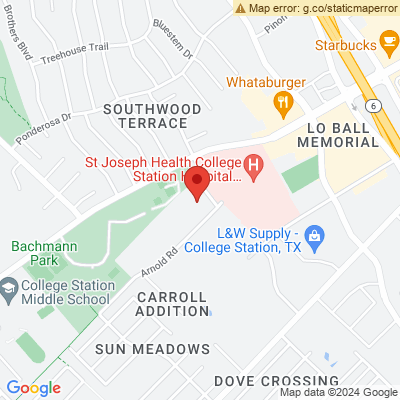 Map error: g.co/staticmaperror
Brothers Blvd
Treehouse Trail
Bluestem Dr
Starbucks
Whataburger
Ponderosa Dr
SOUTHWOOD
TERRACE
6
LO BALL
MEMORIAL
St Joseph Health College
Station Hospital...
H
Bachmann
Park
L&W Supply -
College Station, TX
Arnold Rd
College Station
Middle School
CARROLL
ADDITION
SUN MEADOWS
DOVE CROSSING
Google
Map data ©2024 Google